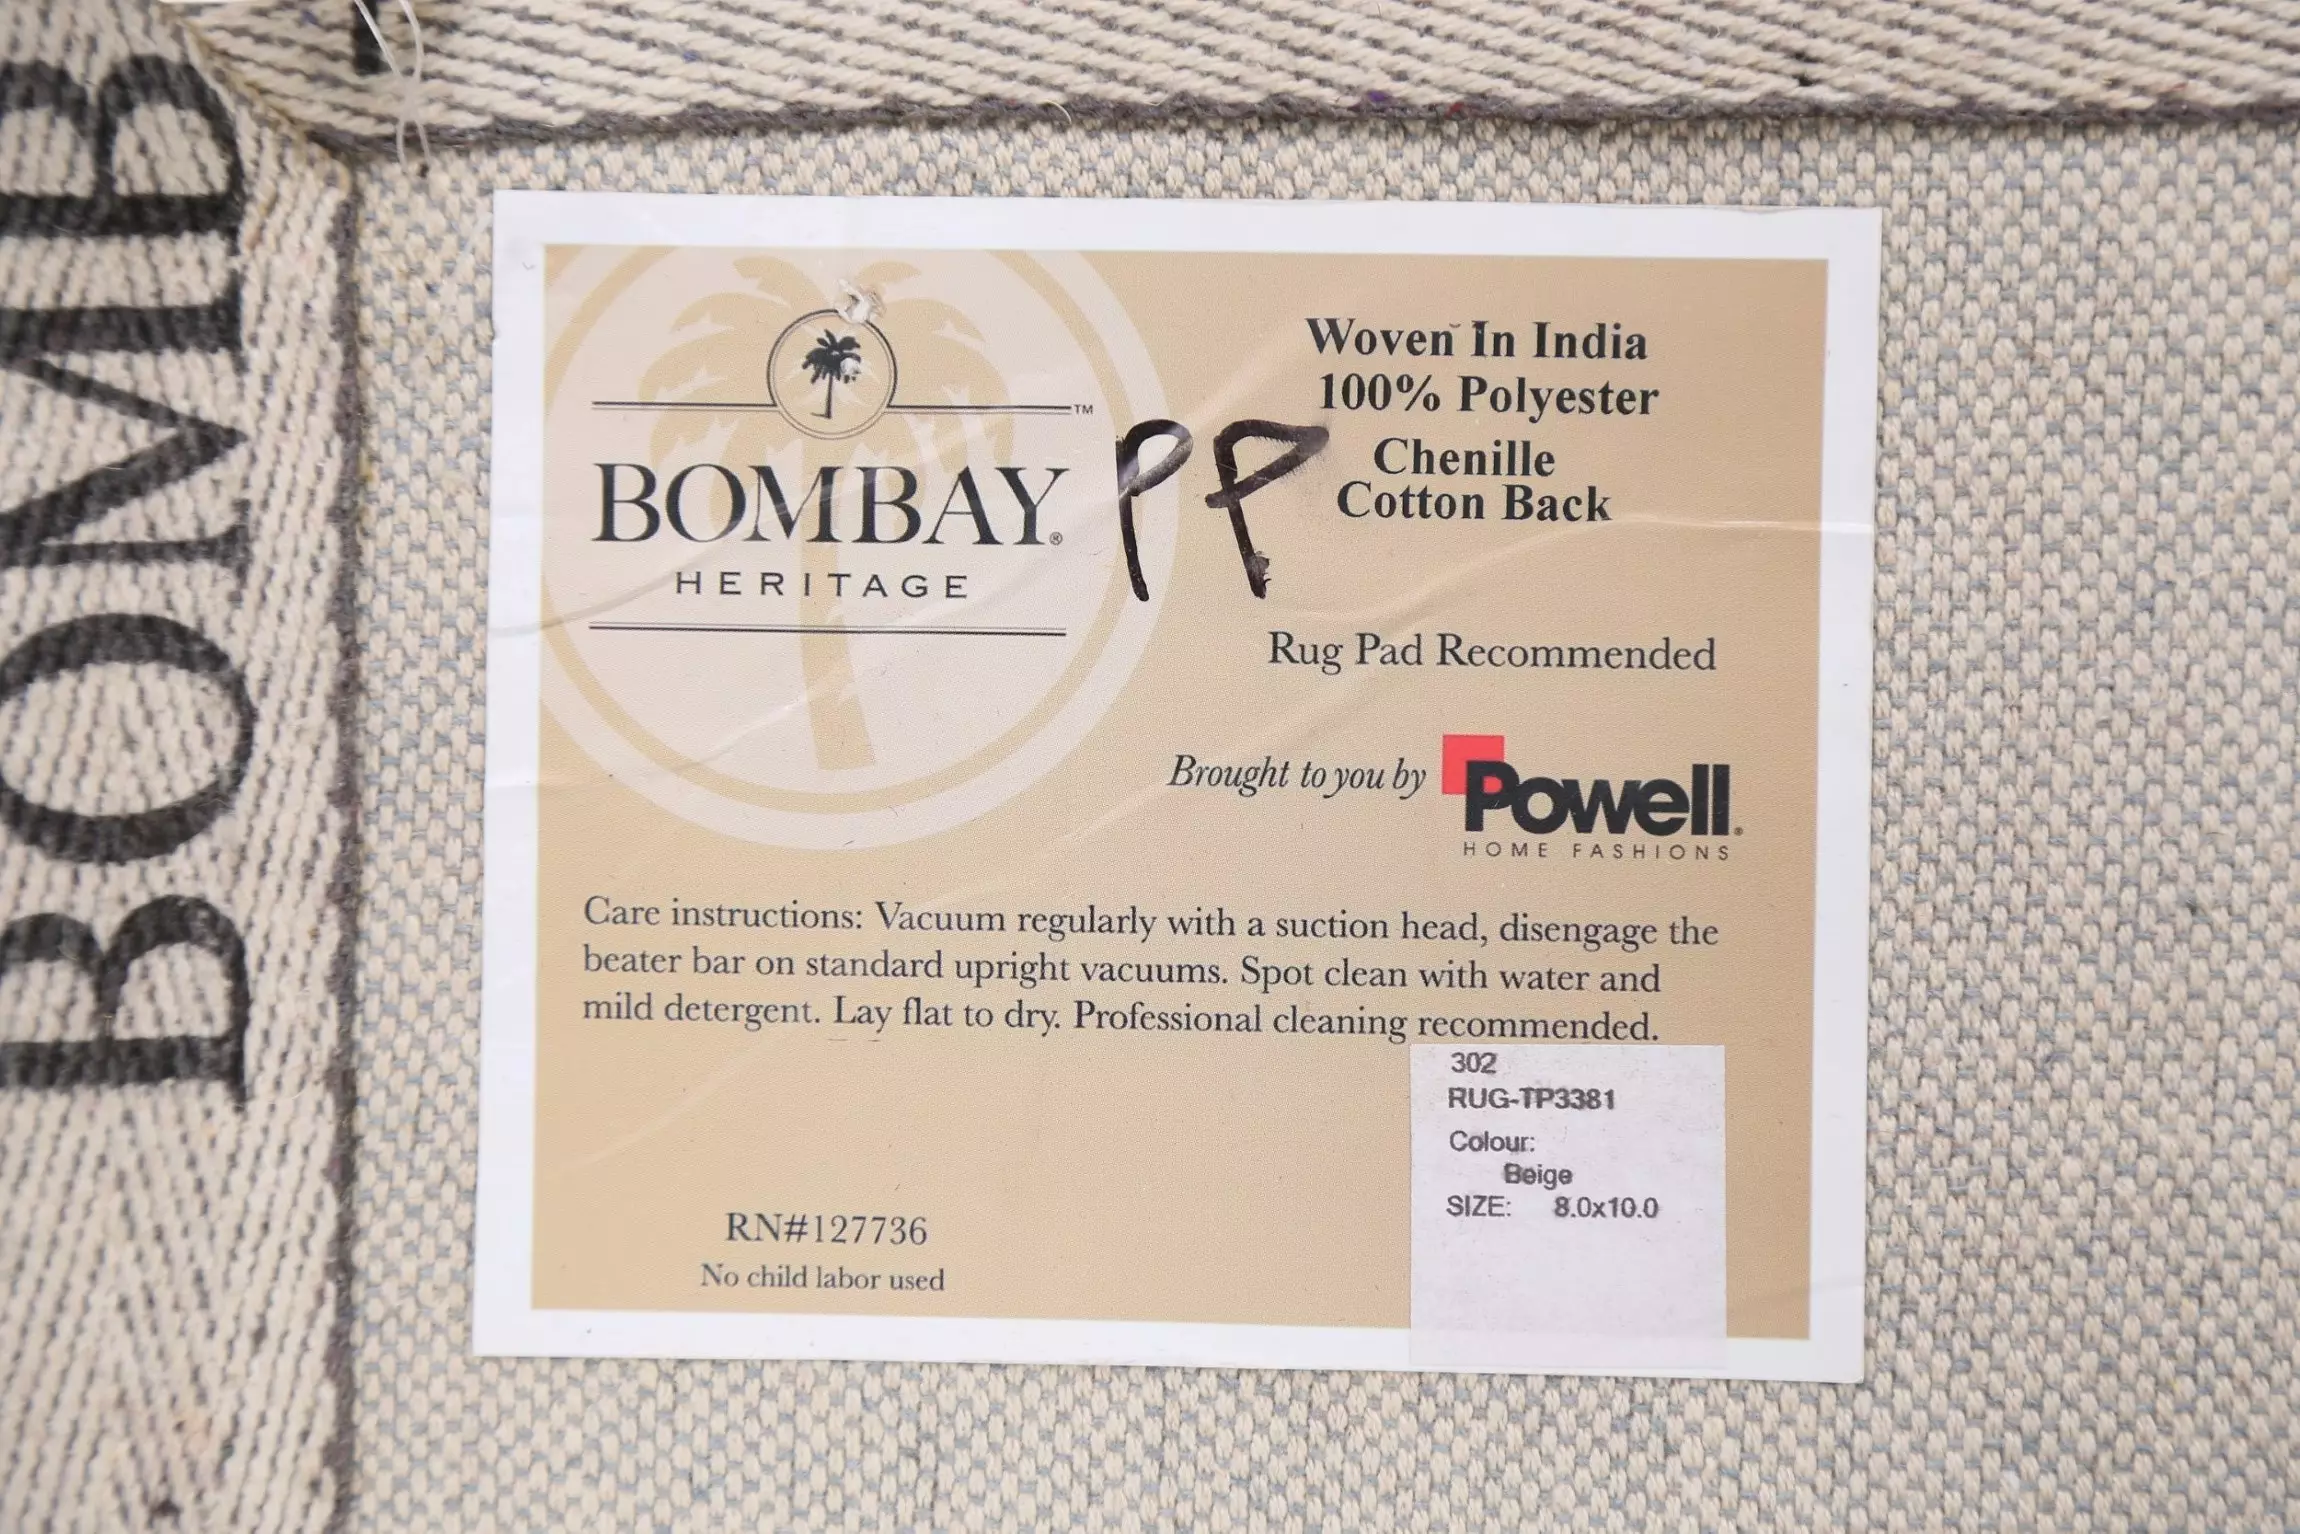 BOMB
BOMBAY®
HERITAGE
™
PP
Woven In India
100% Polyester
Chenille
Cotton Back
Rug Pad Recommended
Brought to you by Powell®
HOME FASHIONS
Care instructions: Vacuum regularly with a suction head, disengage the
beater bar on standard upright vacuums. Spot clean with water and
mild detergent. Lay flat to dry. Professional cleaning recommended.
302
RUG-TP3381
Colour:
Beige
SIZE: 8.0x10.0
RN#127736
No child labor used